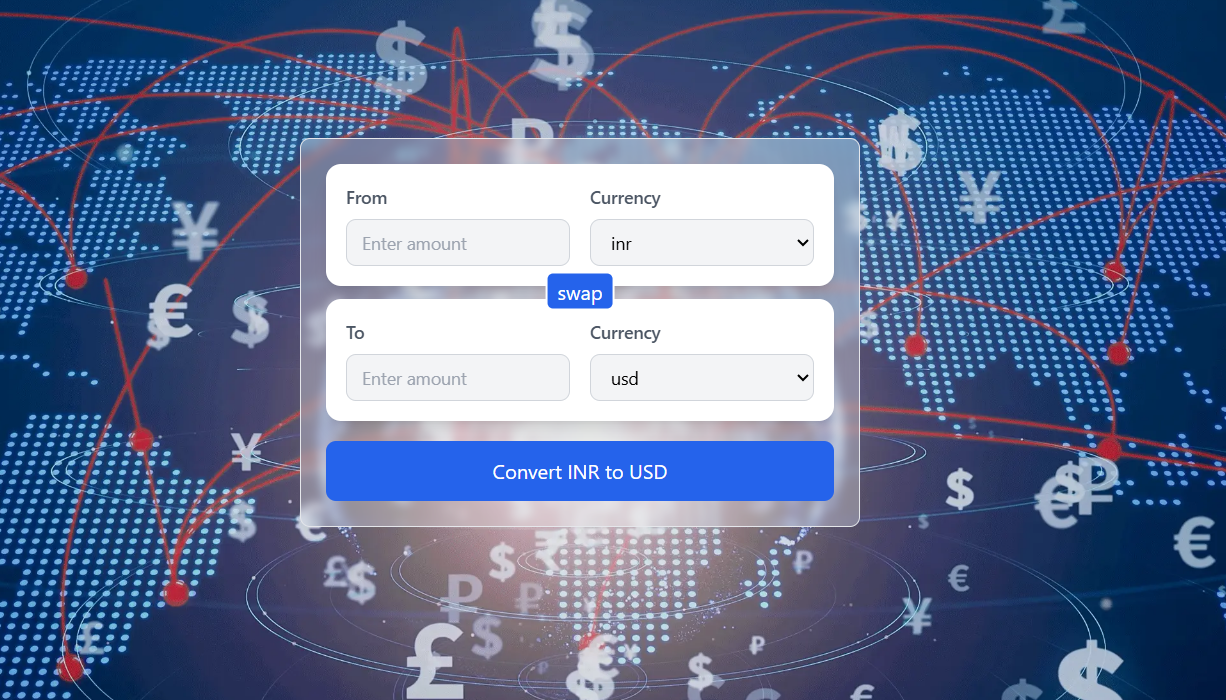 From
Currency
Enter amount
inr
swap
To
Currency
Enter amount
usd
Convert INR to USD